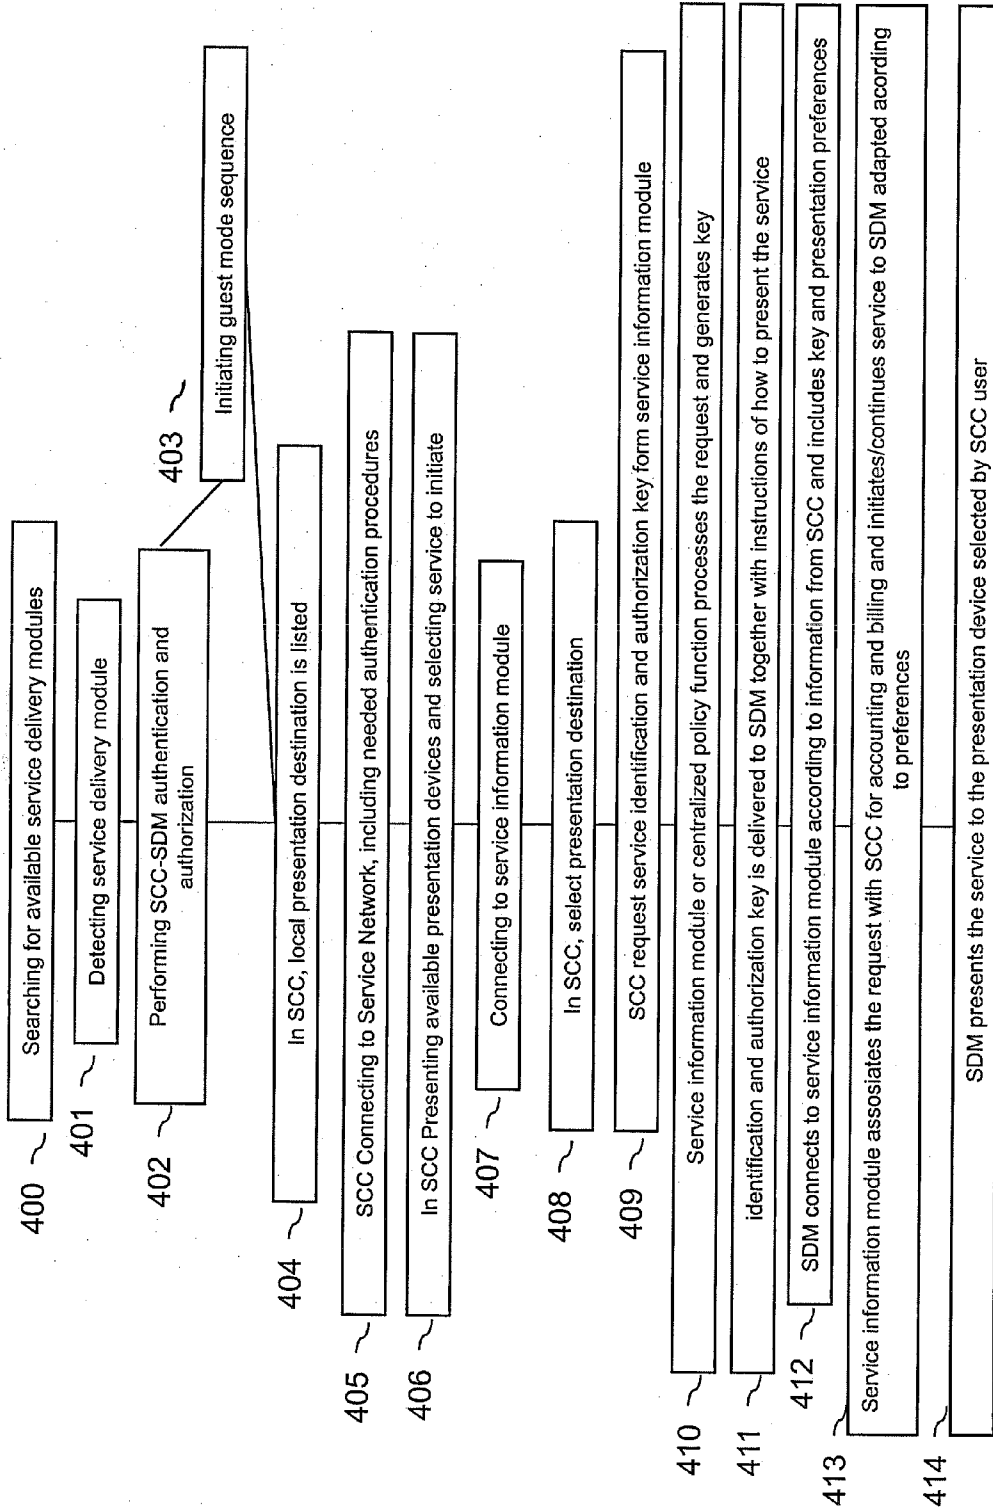 400
Searching for available service delivery modules
401
Detecting service delivery module
402
Performing SCC-SDM authentication and
authorization
403
Initiating guest mode sequence
404
In SCC, local presentation destination is listed
405
SCC Connecting to Service Network, including needed authentication procedures
406
In SCC Presenting available presentation devices and selecting service to initiate
407
Connecting to service information module
408
In SCC, select presentation destination
409
SCC request service identification and authorization key form service information module
410
Service information module or centralized policy function processes the request and generates key
411
identification and authorization key is delivered to SDM together with instructions of how to present the service
412
SDM connects to service information module according to information from SCC and includes key and presentation preferences
413
Service information module assosiates the request with SCC for accounting and billing and initiates/continues service to SDM adapted acording
to preferences
414
SDM presents the service to the presentation device selected by SCC user